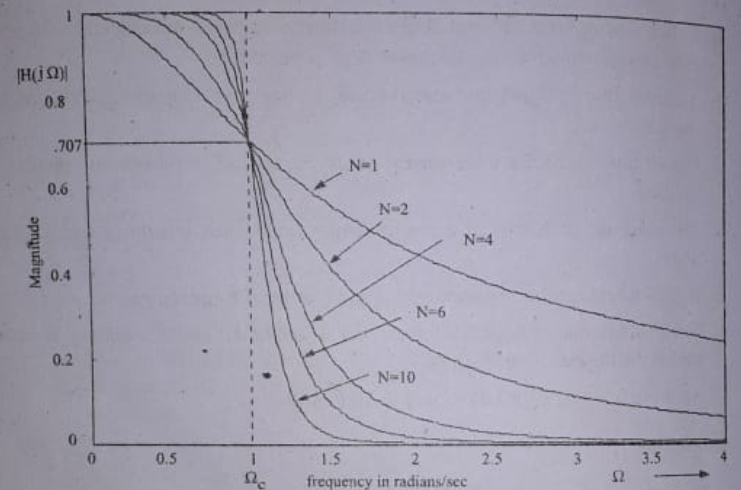 1
|H(j Ω)|
0.8
.707
0.6
0.4
0.2
0
Magnitude
N=1
N=2
N=4
N=6
N=10
0 0.5 1 1.5 2 2.5 3 3.5 4
Ωc frequency in radians/sec Ω